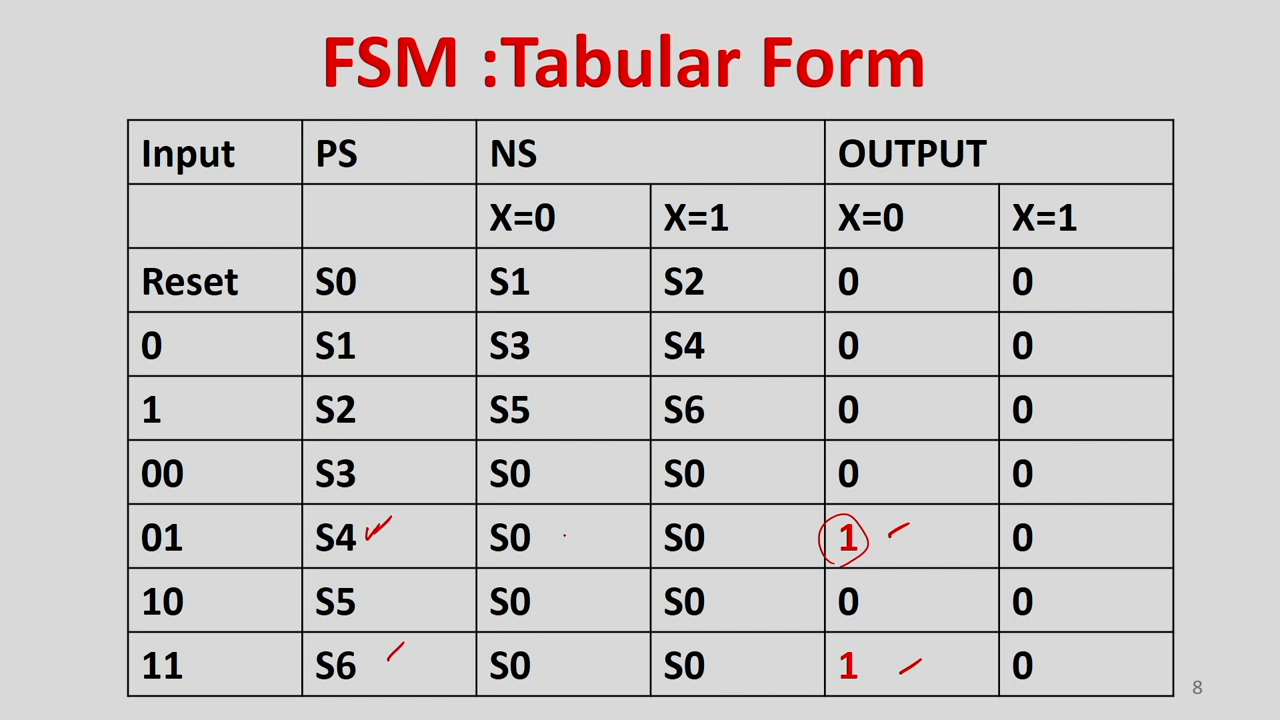 FSM :Tabular Form
Input PS NS OUTPUT
X=0 X=1 X=0 X=1
Reset S0 S1 S2 0 0
0 S1 S3 S4 0 0
1 S2 S5 S6 0 0
00 S3 S0 S0 0 0
01 S4 S0 S0 1 0
10 S5 S0 S0 0 0
11 S6 S0 S0 1 0
8